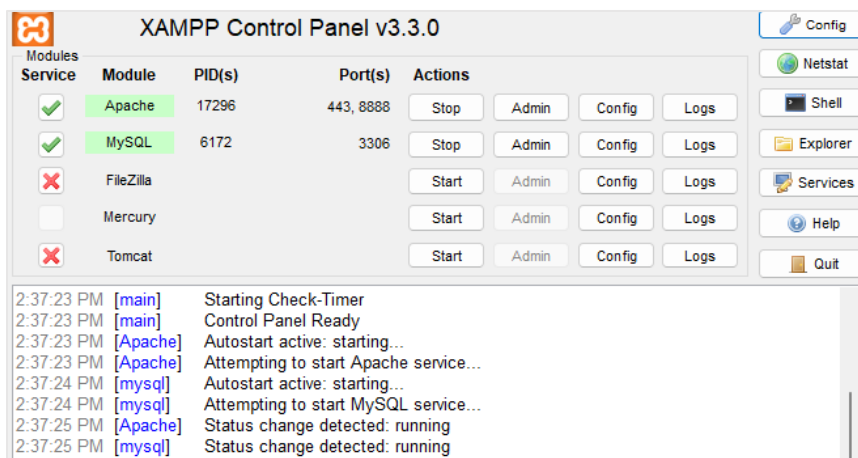 XAMPP Control Panel v3.3.0
Config
Modules
Service Module PID(s) Port(s) Actions
Netstat
Apache 17296 443, 8888 Stop Admin Config Logs
Shell
MySQL 6172 3306 Stop Admin Config Logs
Explorer
FileZilla Start Admin Config Logs
Services
Mercury Start Admin Config Logs
Help
Tomcat Start Admin Config Logs
Quit
2:37:23 PM [main] Starting Check-Timer
2:37:23 PM [main] Control Panel Ready
2:37:23 PM [Apache] Autostart active: starting...
2:37:23 PM [Apache] Attempting to start Apache service...
2:37:24 PM [mysql] Autostart active: starting...
2:37:24 PM [mysql] Attempting to start MySQL service...
2:37:25 PM [Apache] Status change detected: running
2:37:25 PM [mysql] Status change detected: running